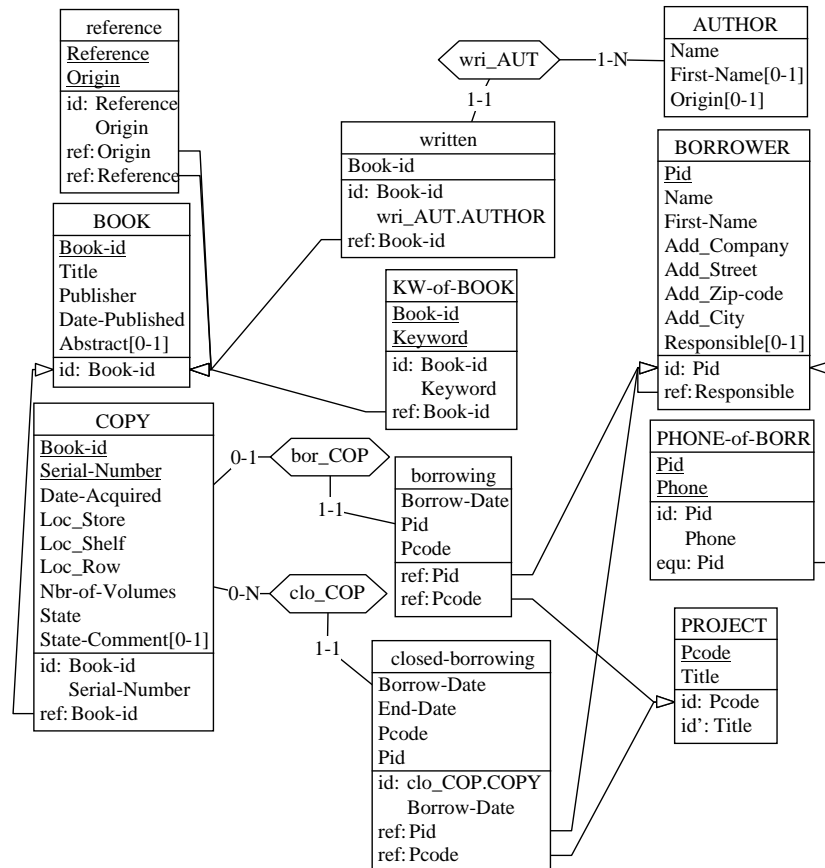 reference
Reference
Origin
id: Reference
Origin
ref: Origin
ref: Reference
wri_AUT
1-N
1-1
AUTHOR
Name
First-Name[0-1]
Origin[0-1]
written
Book-id
id: Book-id
wri_AUT.AUTHOR
ref: Book-id
BORROWER
Pid
Name
First-Name
Add_Company
Add_Street
Add_Zip-code
Add_City
Responsible[0-1]
id: Pid
ref: Responsible
BOOK
Book-id
Title
Publisher
Date-Published
Abstract[0-1]
id: Book-id
KW-of-BOOK
Book-id
Keyword
id: Book-id
Keyword
ref: Book-id
COPY
Book-id
Serial-Number
Date-Acquired
Loc_Store
Loc_Shelf
Loc_Row
Nbr-of-Volumes
State
State-Comment[0-1]
id: Book-id
Serial-Number
ref: Book-id
0-1
bor_COP
1-1
borrowing
Borrow-Date
Pid
Pcode
ref: Pid
ref: Pcode
PHONE-of-BORR
Pid
Phone
id: Pid
Phone
equ: Pid
0-N
clo_COP
1-1
closed-borrowing
Borrow-Date
End-Date
Pcode
Pid
id: clo_COP.COPY
Borrow-Date
ref: Pid
ref: Pcode
PROJECT
Pcode
Title
id: Pcode
id’: Title